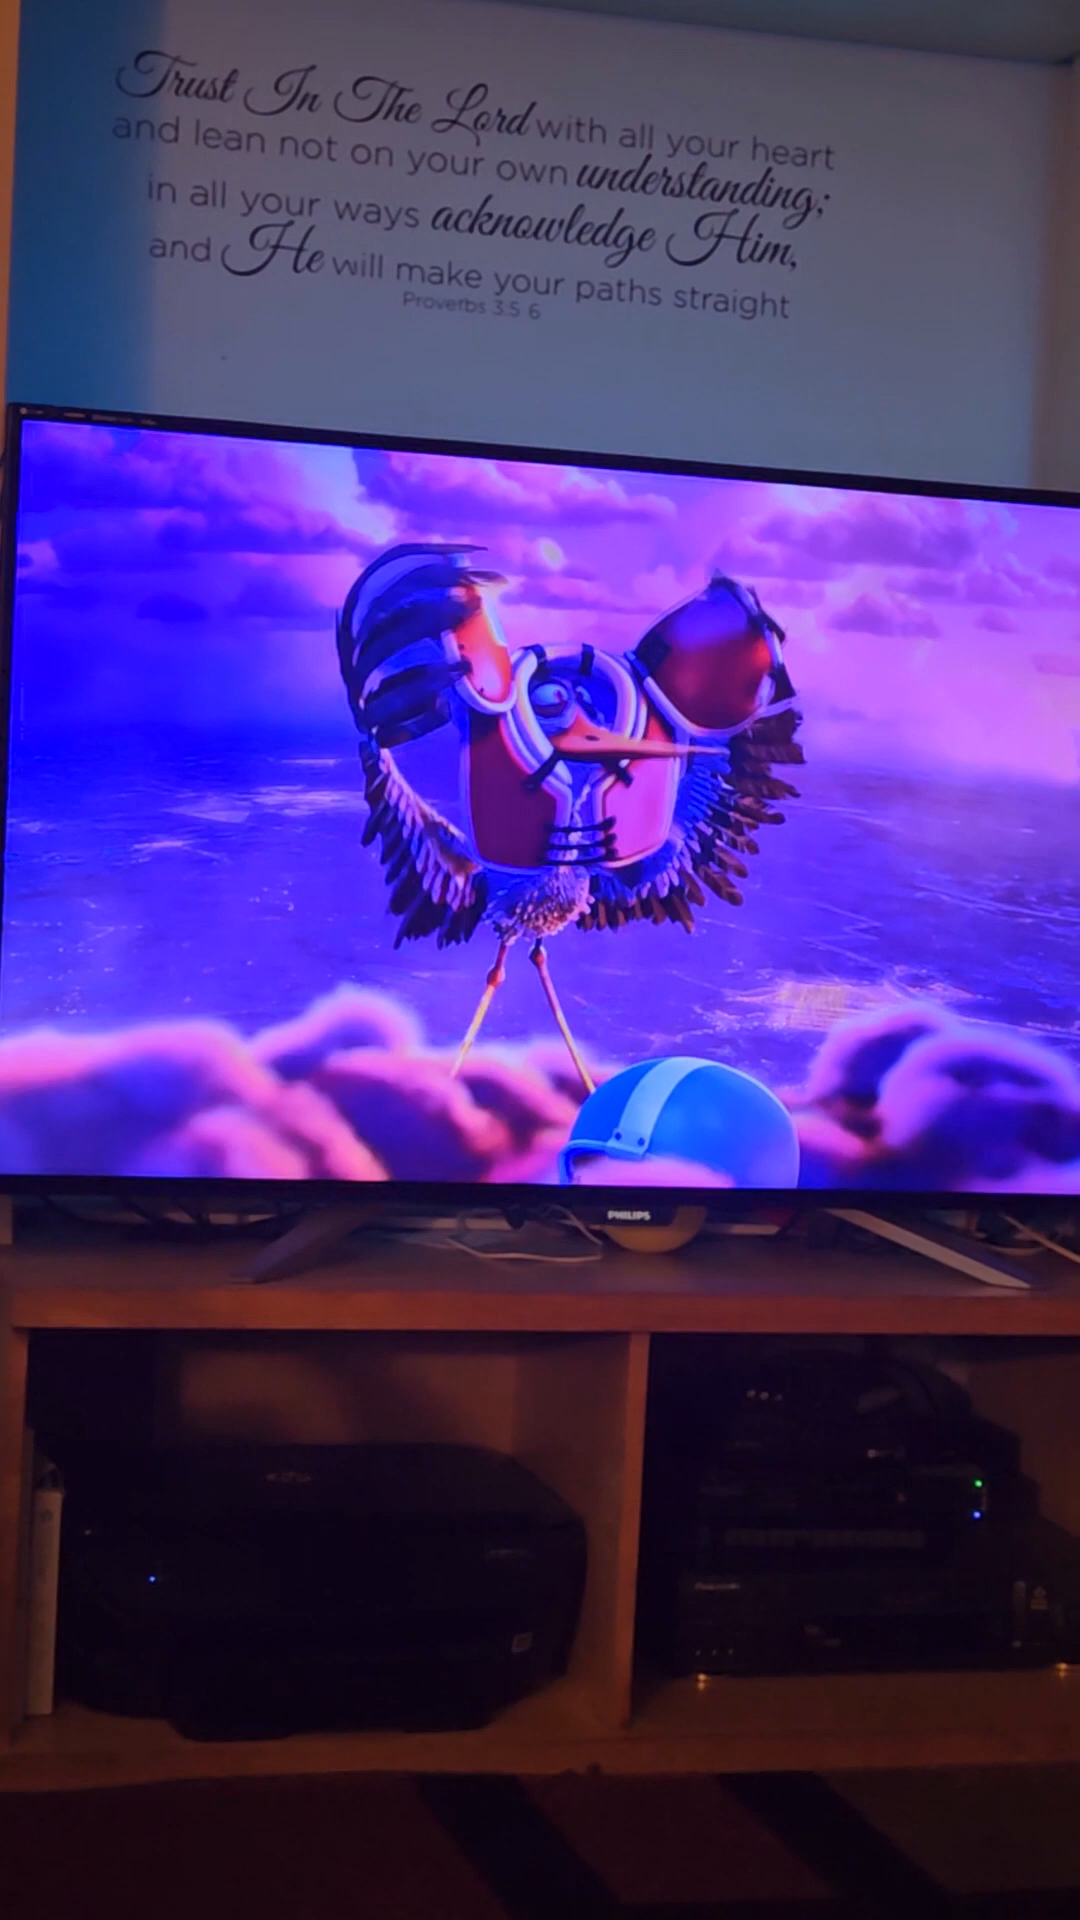 Trust In The Lord with all your heart
and lean not on your own understanding;
in all your ways acknowledge Him,
and He will make your paths straight
Proverbs 3:5 6
PHILIPS
Panasonic